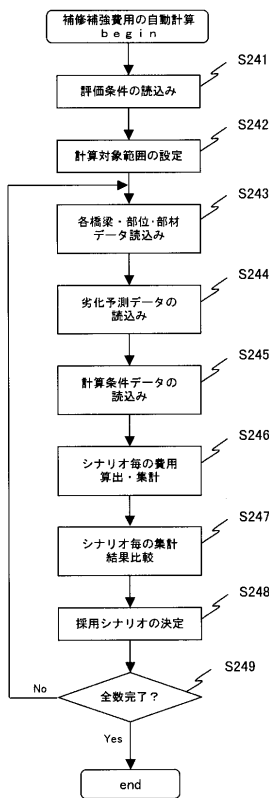 補修補強費用の自動計算
begin
S241
評価条件の読込み
S242
計算対象範囲の設定
S243
各橋梁・部位・部材
データ読込み
S244
劣化予測データの
読込み
S245
計算条件データの
読込み
S246
シナリオ毎の費用
算出・集計
S247
シナリオ毎の集計
結果比較
S248
採用シナリオの決定
S249
No
全数完了？
Yes
end